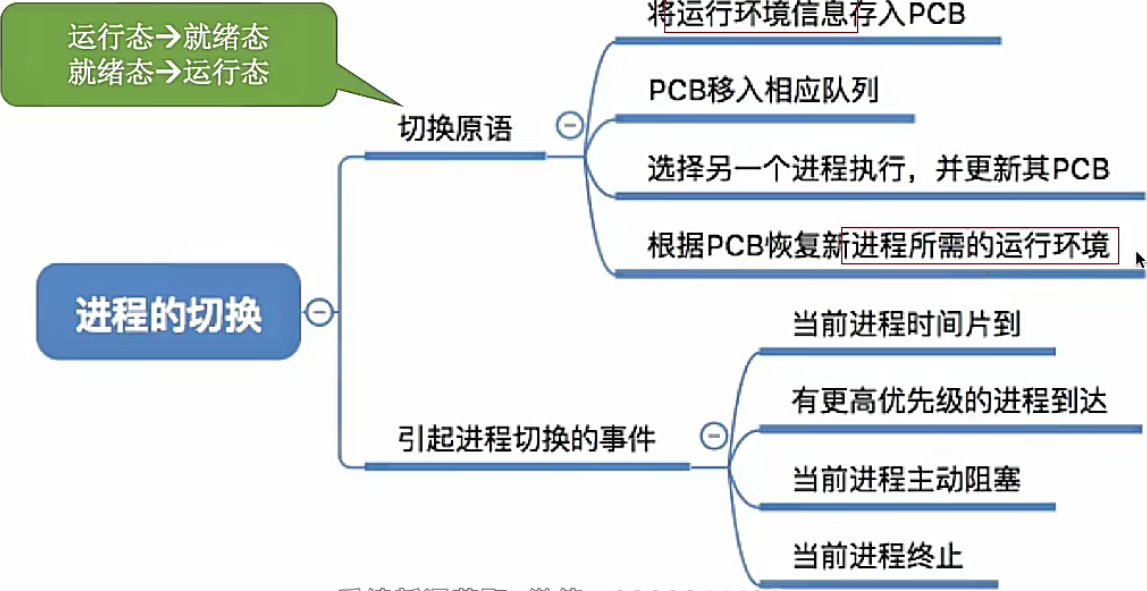 运行态→就绪态
就绪态→运行态
将运行环境信息存入PCB
PCB移入相应队列
切换原语
选择另一个进程执行，并更新其PCB
根据PCB恢复新进程所需的运行环境
进程的切换
当前进程时间片到
有更高优先级的进程到达
引起进程切换的事件
当前进程主动阻塞
当前进程终止